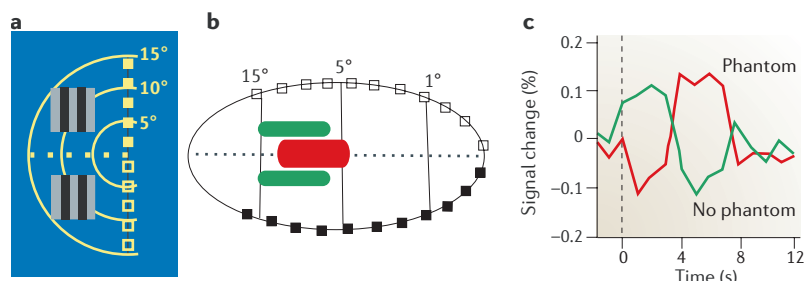 a
15°
10°
5°
b
15°
5°
1°
c
Signal change (%)
0.2
0.1
0
–0.1
–0.2
Phantom
No phantom
0
4
8
12
Time (s)